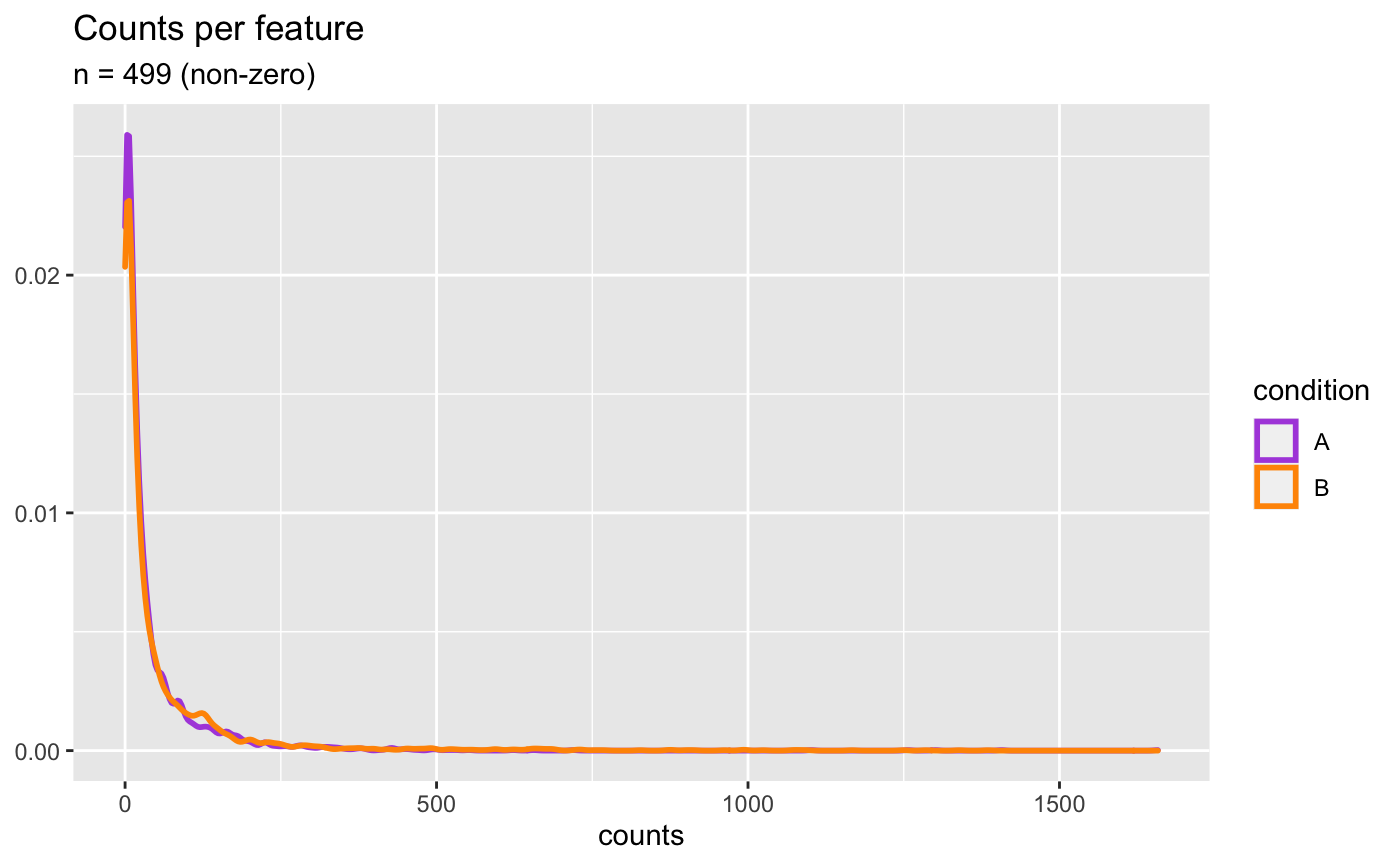 Counts per feature
n = 499 (non-zero)
0.02
0.01
0.00
0
500
1000
1500
counts
condition
A
B